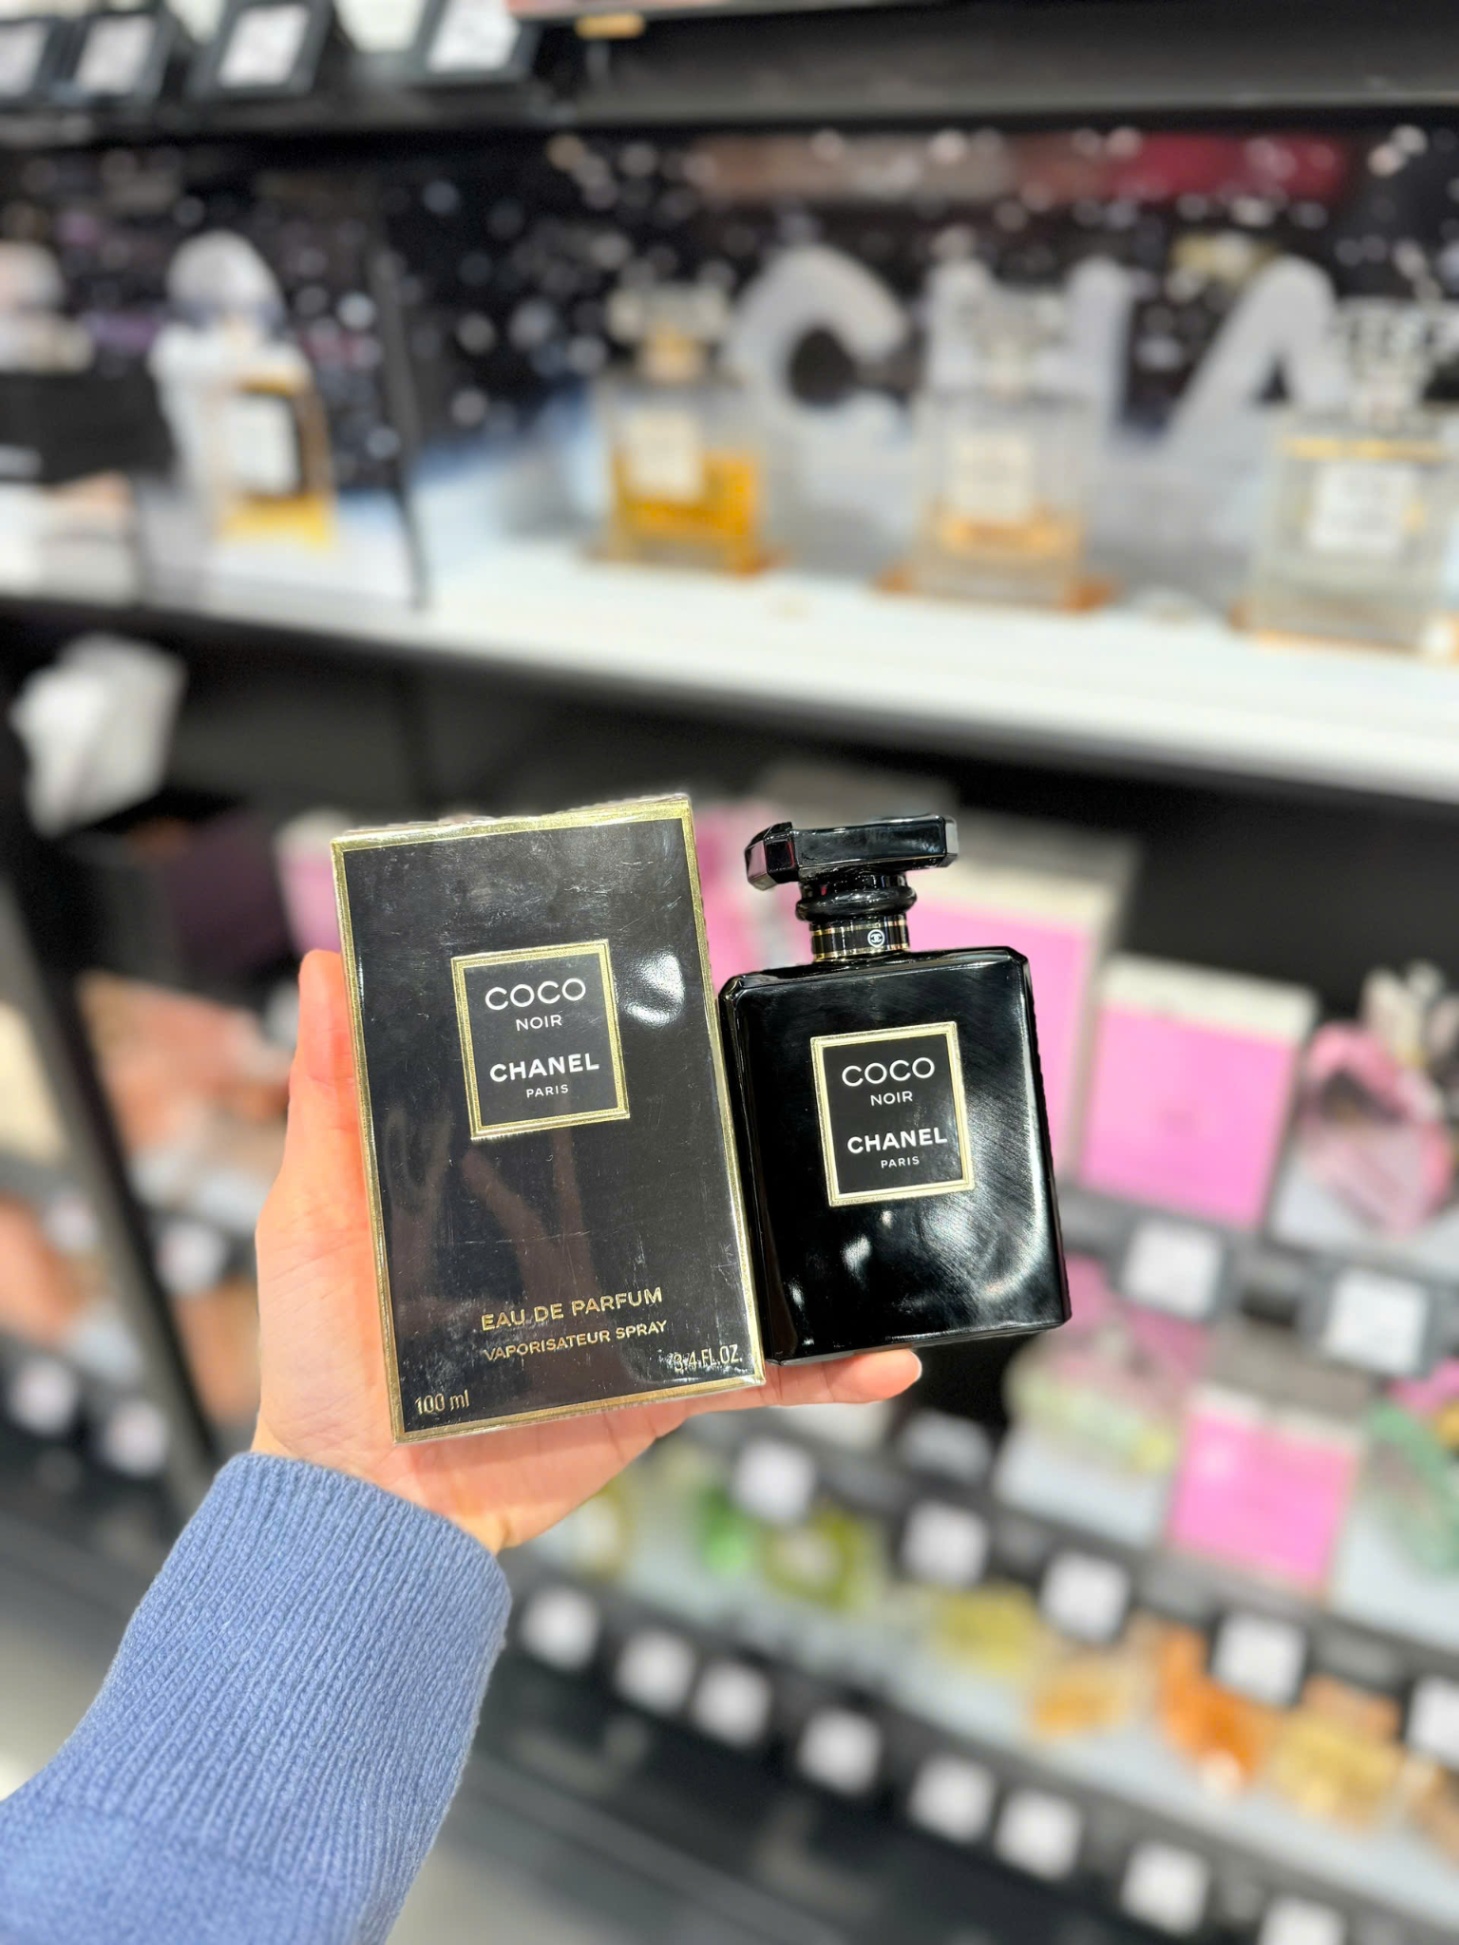 CHA
COCO
NOIR
CHANEL
PARIS
EAU DE PARFUM
VAPORISATEUR SPRAY
100 ml
3.4 FL.OZ.
COCO
NOIR
CHANEL
PARIS